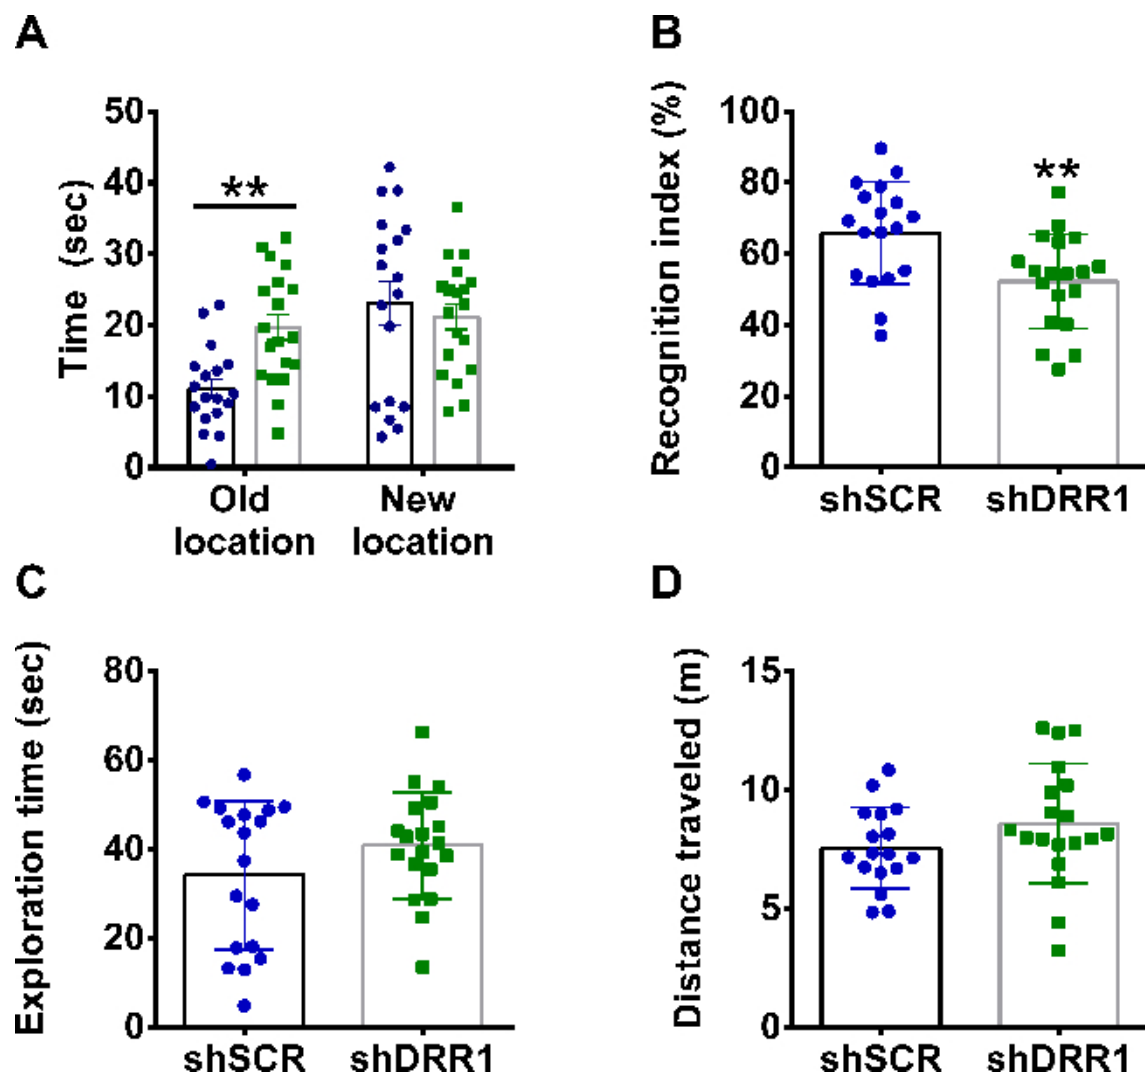 A
Time (sec)
50
40
30
20
10
0
**
Old
location
New
location
B
Recognition index (%)
100
80
60
40
20
0
**
shSCR
shDRR1
C
Exploration time (sec)
80
60
40
20
0
shSCR
shDRR1
D
Distance traveled (m)
15
10
5
0
shSCR
shDRR1